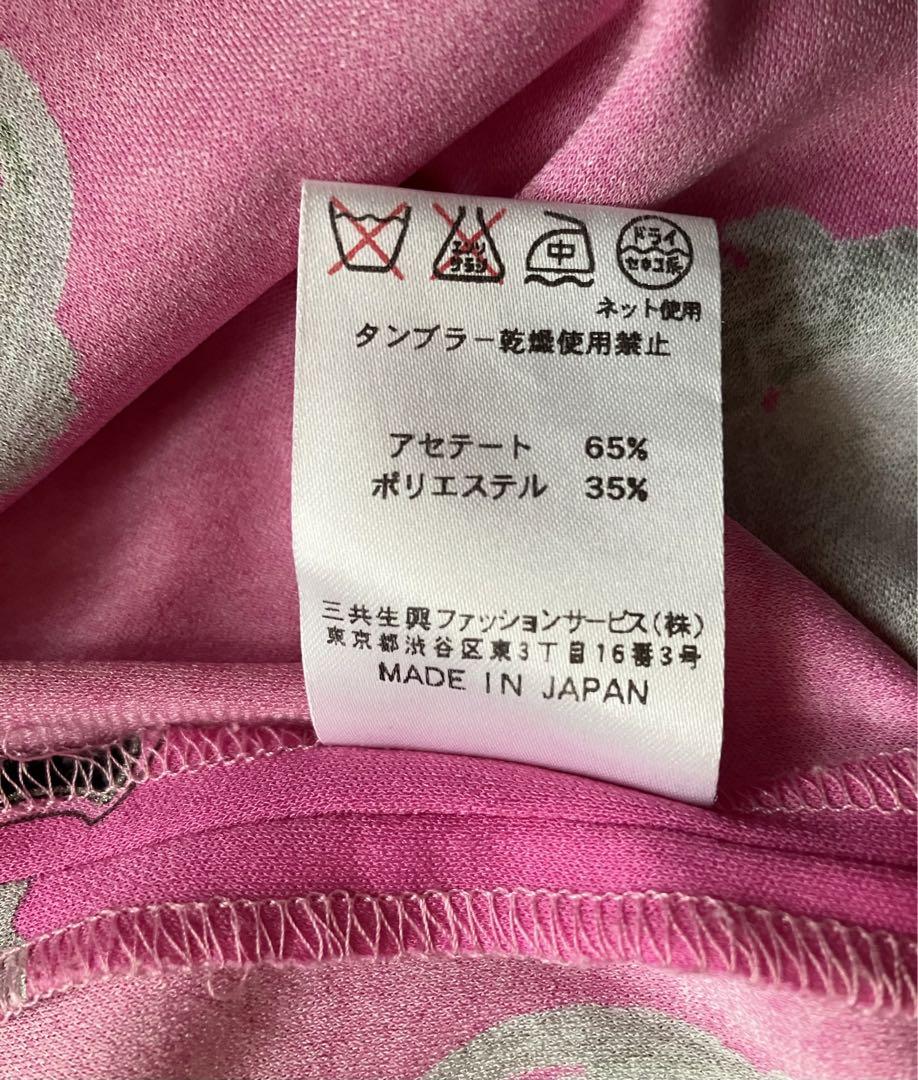 エンソ サラシ 中 ドライ セキユ系
ネット使用
タンブラー乾燥使用禁止
アセテート 65%
ポリエステル 35%
三共生興ファッションサービス(株)
東京都渋谷区東3丁目16番3号
MADE IN JAPAN